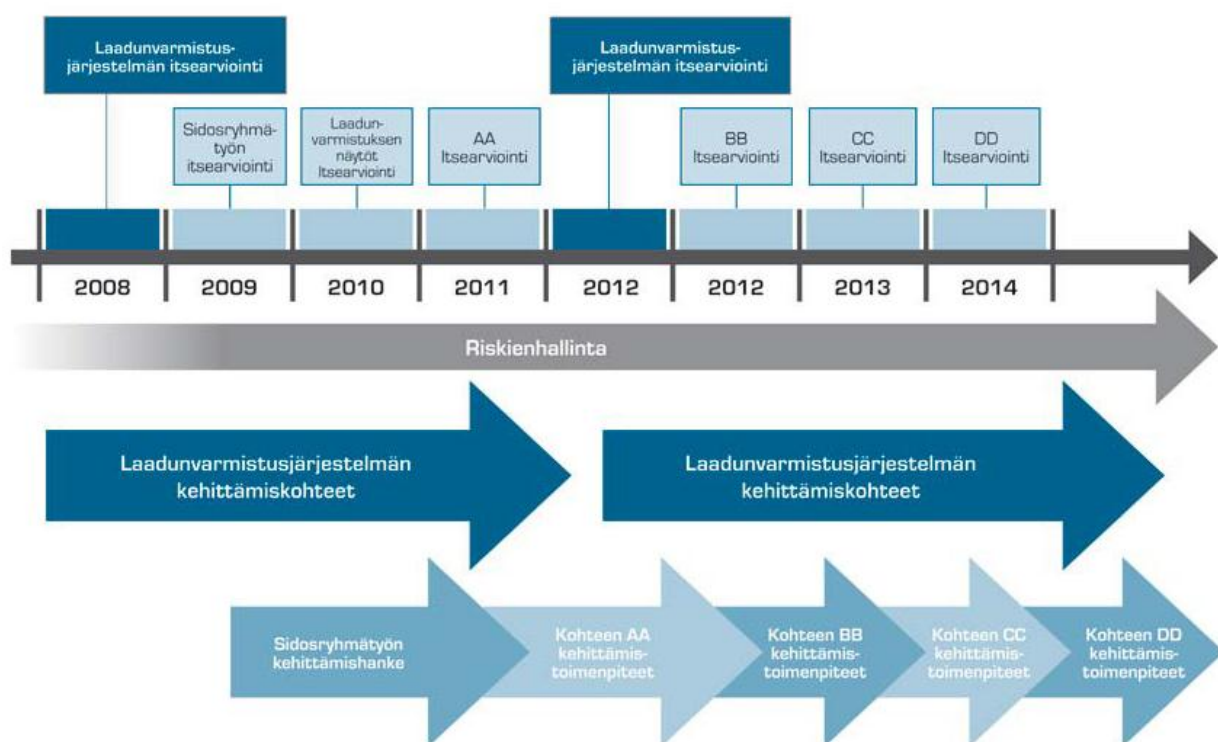 Laadunvarmistus-
järjestelmän itsearviointi
Laadunvarmistus-
järjestelmän itsearviointi
Sidosryhmä-
työn
itsearviointi
Laadun-
varmistuksen
näytöt
Itsearviointi
AA
Itsearviointi
BB
Itsearviointi
CC
Itsearviointi
DD
Itsearviointi
2008 2009 2010 2011 2012 2012 2013 2014
Riskienhallinta
Laadunvarmistusjärjestelmän
kehittämiskohteet
Laadunvarmistusjärjestelmän
kehittämiskohteet
Sidosryhmätyön
kehittämishanke
Kohteen AA
kehittämis-
toimenpiteet
Kohteen BB
kehittämis-
toimenpiteet
Kohteen CC
kehittämis-
toimenpiteet
Kohteen DD
kehittämis-
toimenpiteet